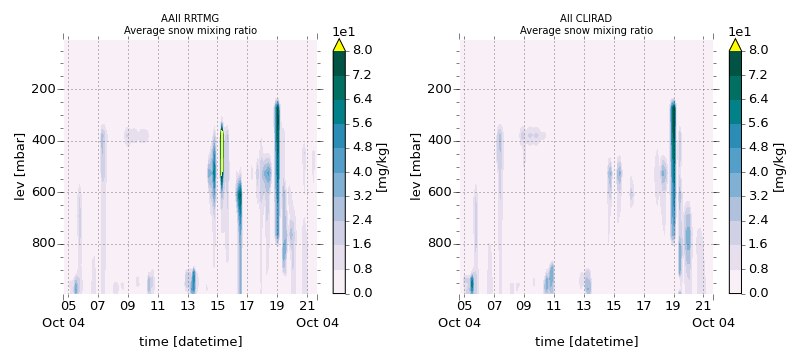 AAII RRTMG
Average snow mixing ratio
1e1
8.0
7.2
6.4
5.6
4.8
4.0
3.2
2.4
1.6
0.8
0.0
[mg/kg]
200
400
600
800
lev [mbar]
05 07 09 11 13 15 17 19 21
Oct 04 Oct 04
time [datetime]
AII CLIRAD
Average snow mixing ratio
1e1
8.0
7.2
6.4
5.6
4.8
4.0
3.2
2.4
1.6
0.8
0.0
[mg/kg]
200
400
600
800
lev [mbar]
05 07 09 11 13 15 17 19 21
Oct 04 Oct 04
time [datetime]